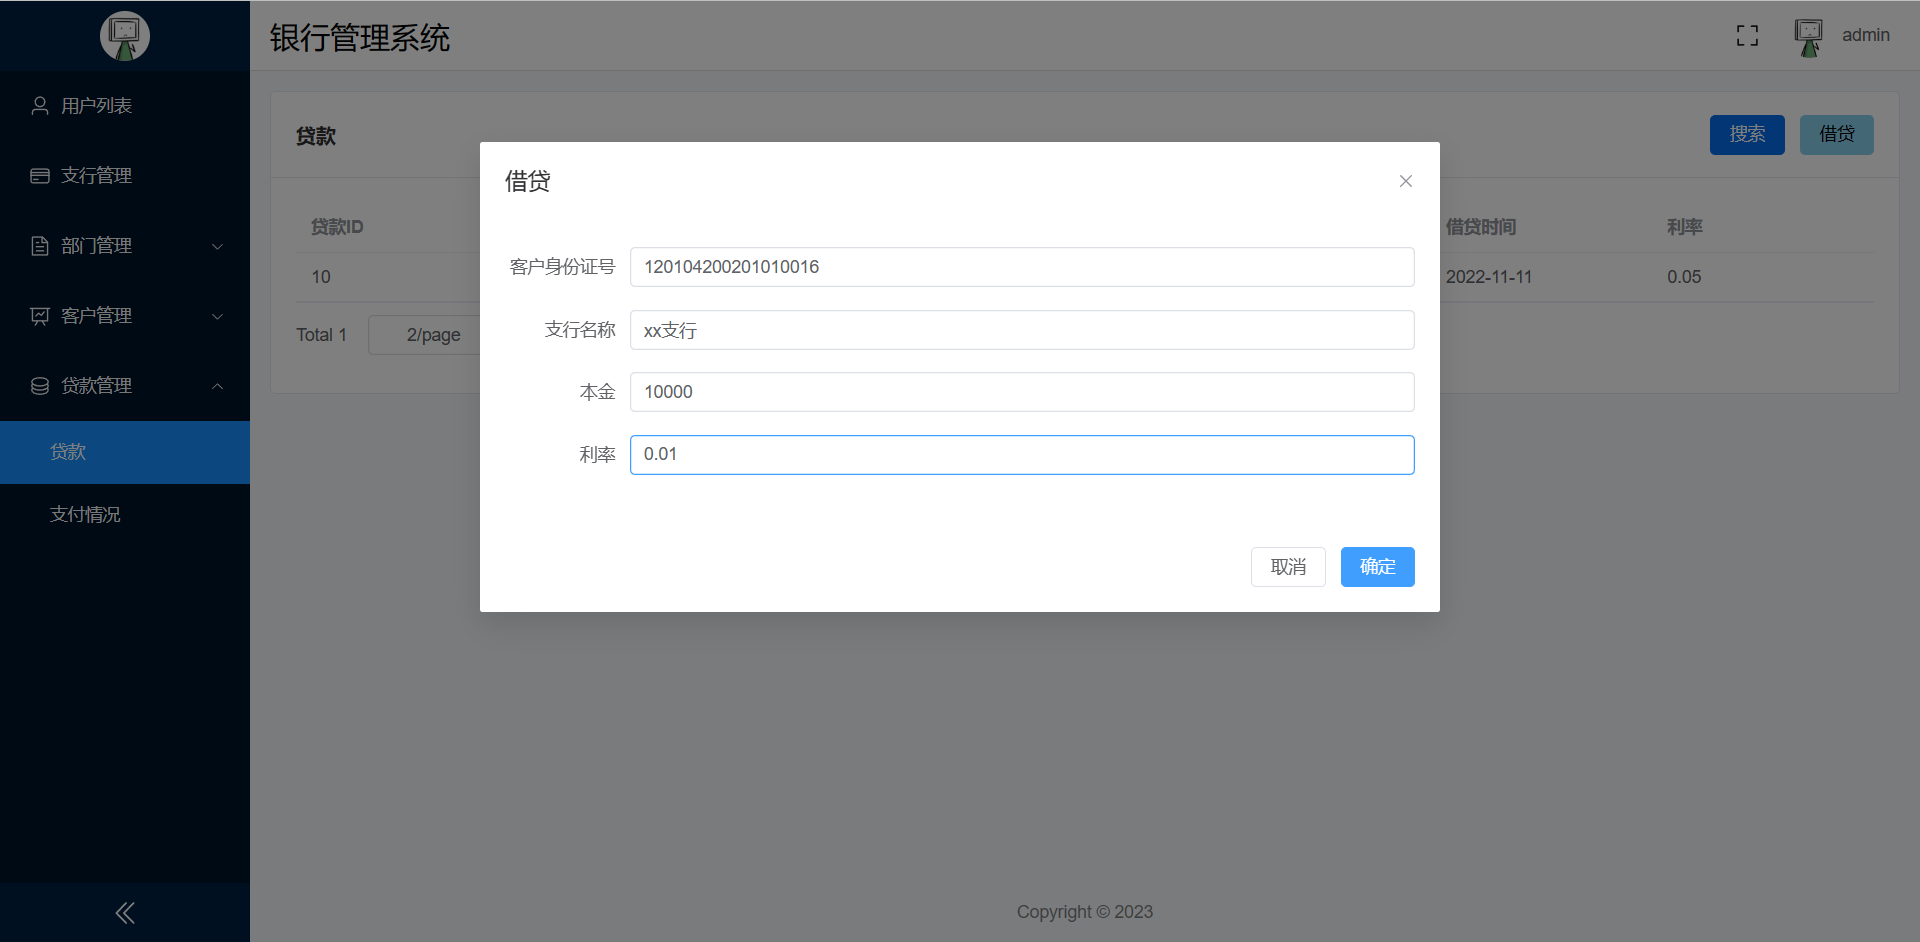 银行管理系统
admin
用户列表
支行管理
部门管理
客户管理
贷款管理
贷款
支付情况
贷款
搜索
借贷
贷款ID
借贷时间
利率
10
2022-11-11
0.05
Total 1
2/page
借贷
客户身份证号
120104200201010016
支行名称
xx支行
本金
10000
利率
0.01
取消
确定
Copyright © 2023